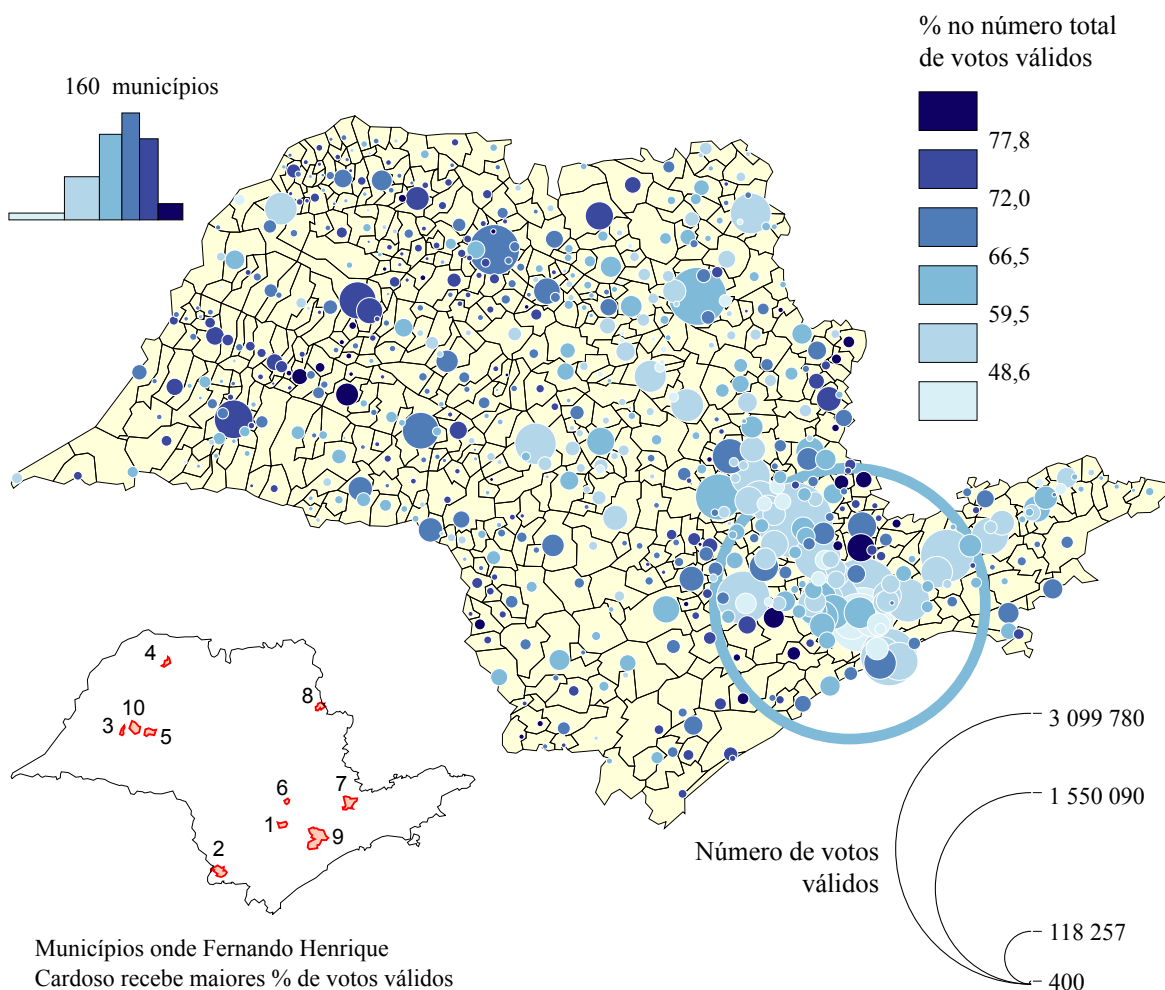 % no número total
de votos válidos
160 municípios
77,8
72,0
66,5
59,5
48,6
4
8
10
3
5
6
7
1
9
2
3 099 780
1 550 090
Número de votos
válidos
118 257
400
Municípios onde Fernando Henrique
Cardoso recebe maiores % de votos válidos